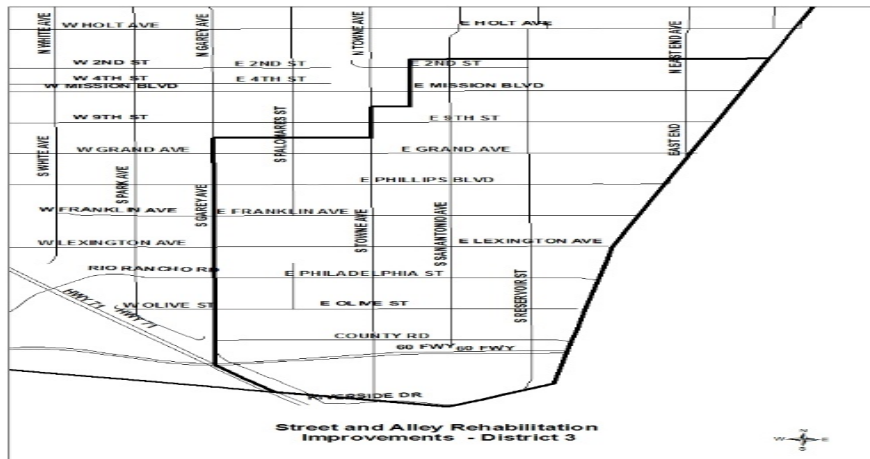 N WHITE AVE
W HOLT AVE
N GAREY AVE
N TOWNE AVE
E HOLT AVE
N EAST END AVE
W 2ND ST
E 2ND ST
E 2ND ST
W 4TH ST
E 4TH ST
W MISSION BLVD
E MISSION BLVD
W 9TH ST
S PALOMARES ST
E 9TH ST
S WHITE AVE
W GRAND AVE
E GRAND AVE
EAST END
S PARK AVE
E PHILLIPS BLVD
S GAREY AVE
W FRANKLIN AVE
E FRANKLIN AVE
S TOWNE AVE
S SAN ANTONIO AVE
W LEXINGTON AVE
E LEXINGTON AVE
RIO RANCHO RD
E PHILADELPHIA ST
S RESERVOIR ST
HWY 71
HWY 71
W OLIVE ST
E OLIVE ST
COUNTY RD
60 FWY
60 FWY
RIVERSIDE DR
Street and Alley Rehabilitation
Improvements - District 3
N
W
E
S